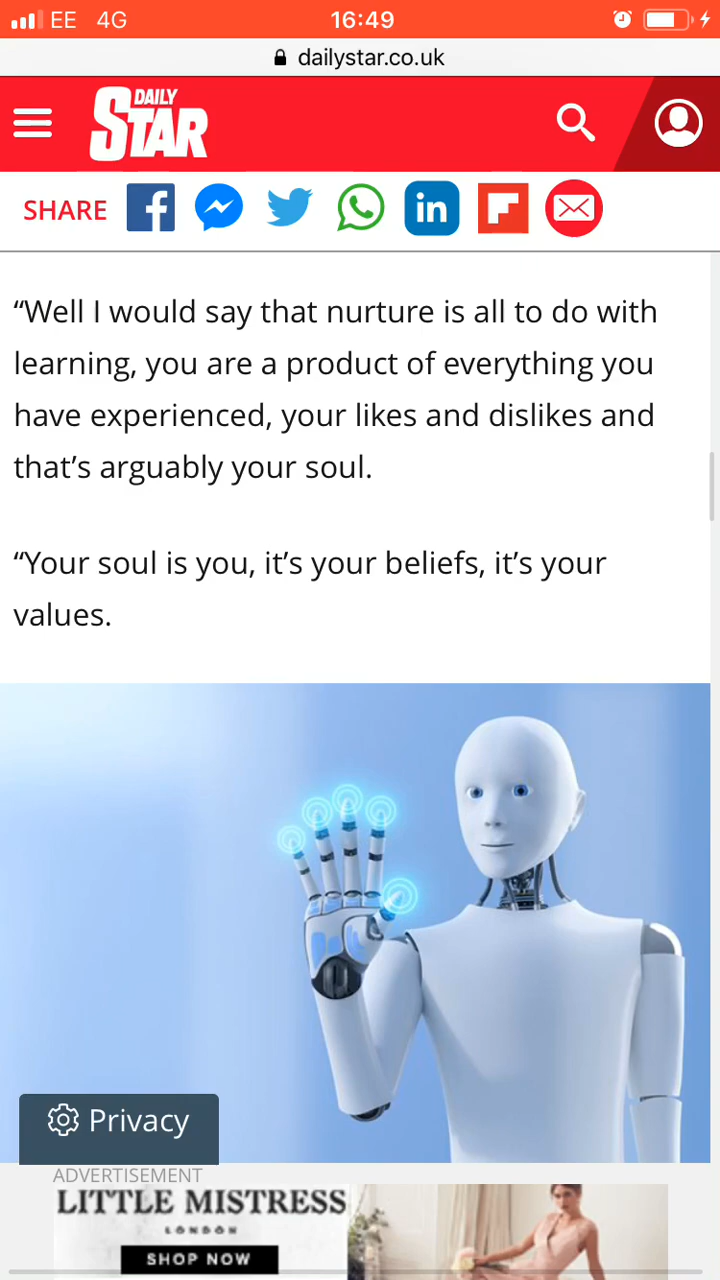 EE 4G 16:49
dailystar.co.uk
DAILY
STAR
SHARE
“Well I would say that nurture is all to do with
learning, you are a product of everything you
have experienced, your likes and dislikes and
that’s arguably your soul.
“Your soul is you, it’s your beliefs, it’s your
values.
Privacy
ADVERTISEMENT
LITTLE MISTRESS
LONDON
SHOP NOW